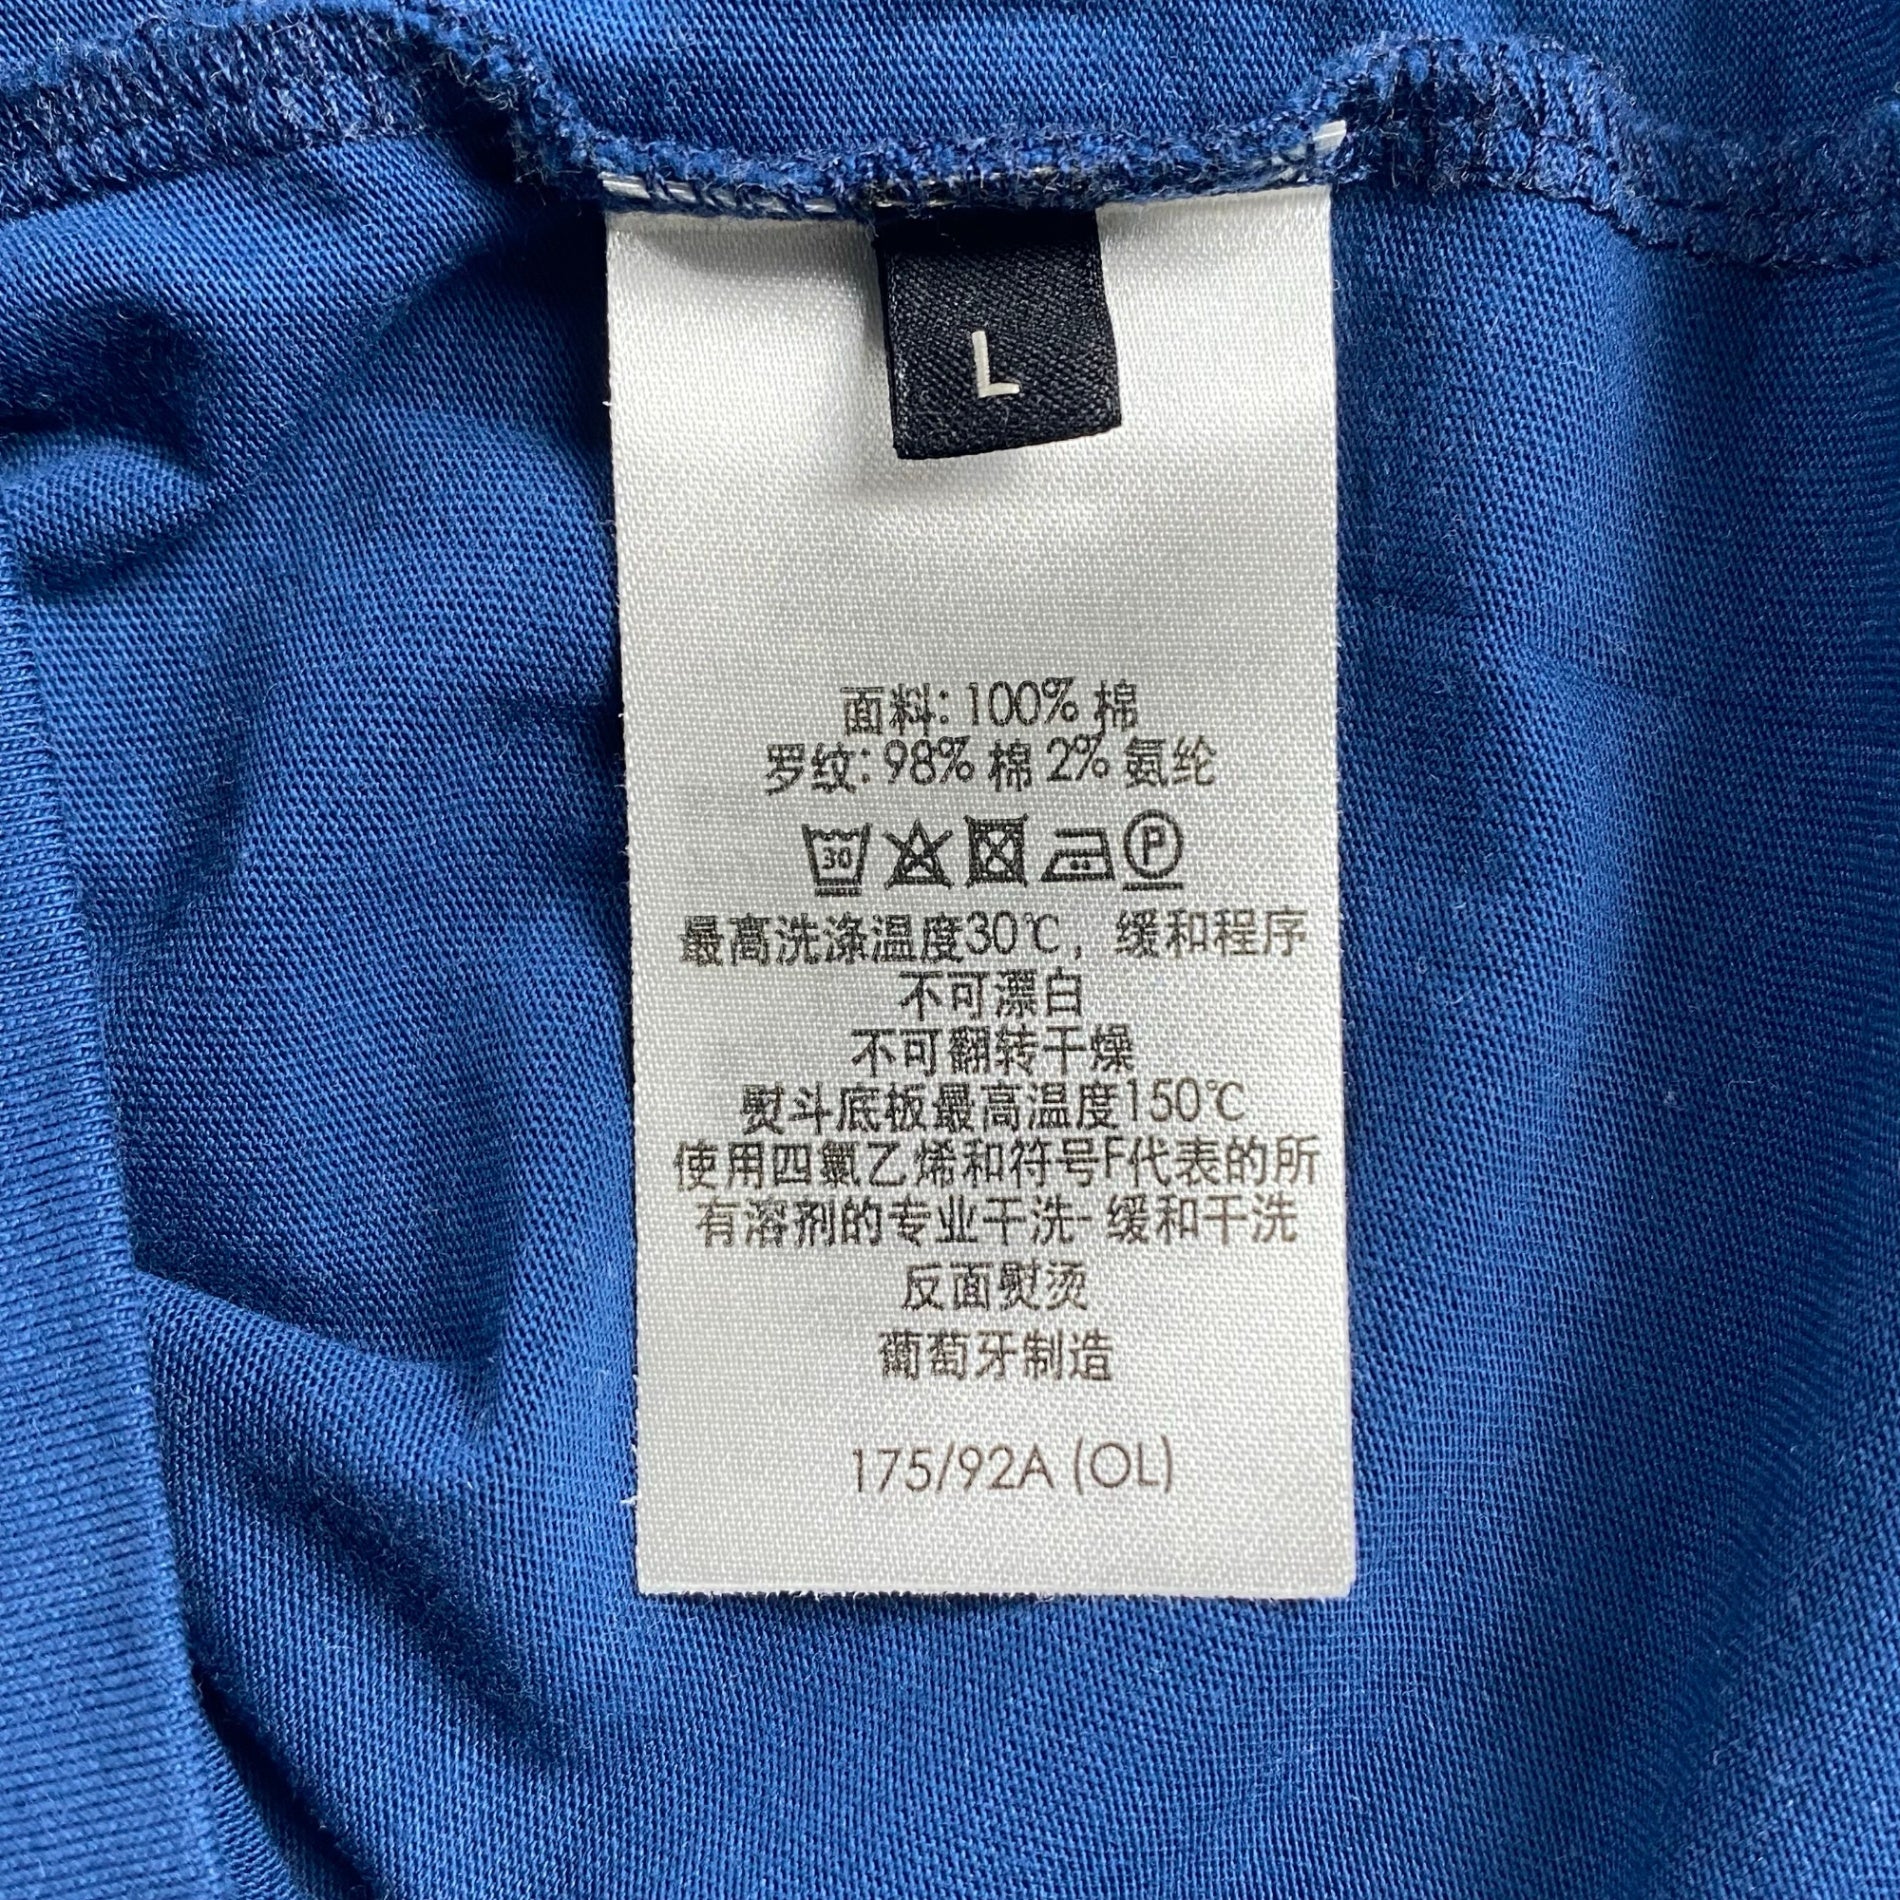 L
面料: 100% 棉
罗纹: 98% 棉 2% 氨纶
30 P
最高洗涤温度30℃，缓和程序
不可漂白
不可翻转干燥
熨斗底板最高温度150℃
使用四氯乙烯和符号F代表的所
有溶剂的专业干洗- 缓和干洗
反面熨烫
葡萄牙制造
175/92A (OL)